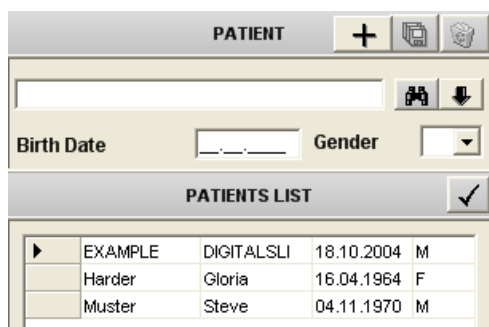 PATIENT
Birth Date __.__.____ Gender
PATIENTS LIST
EXAMPLE DIGITALSLI 18.10.2004 M
Harder Gloria 16.04.1964 F
Muster Steve 04.11.1970 M